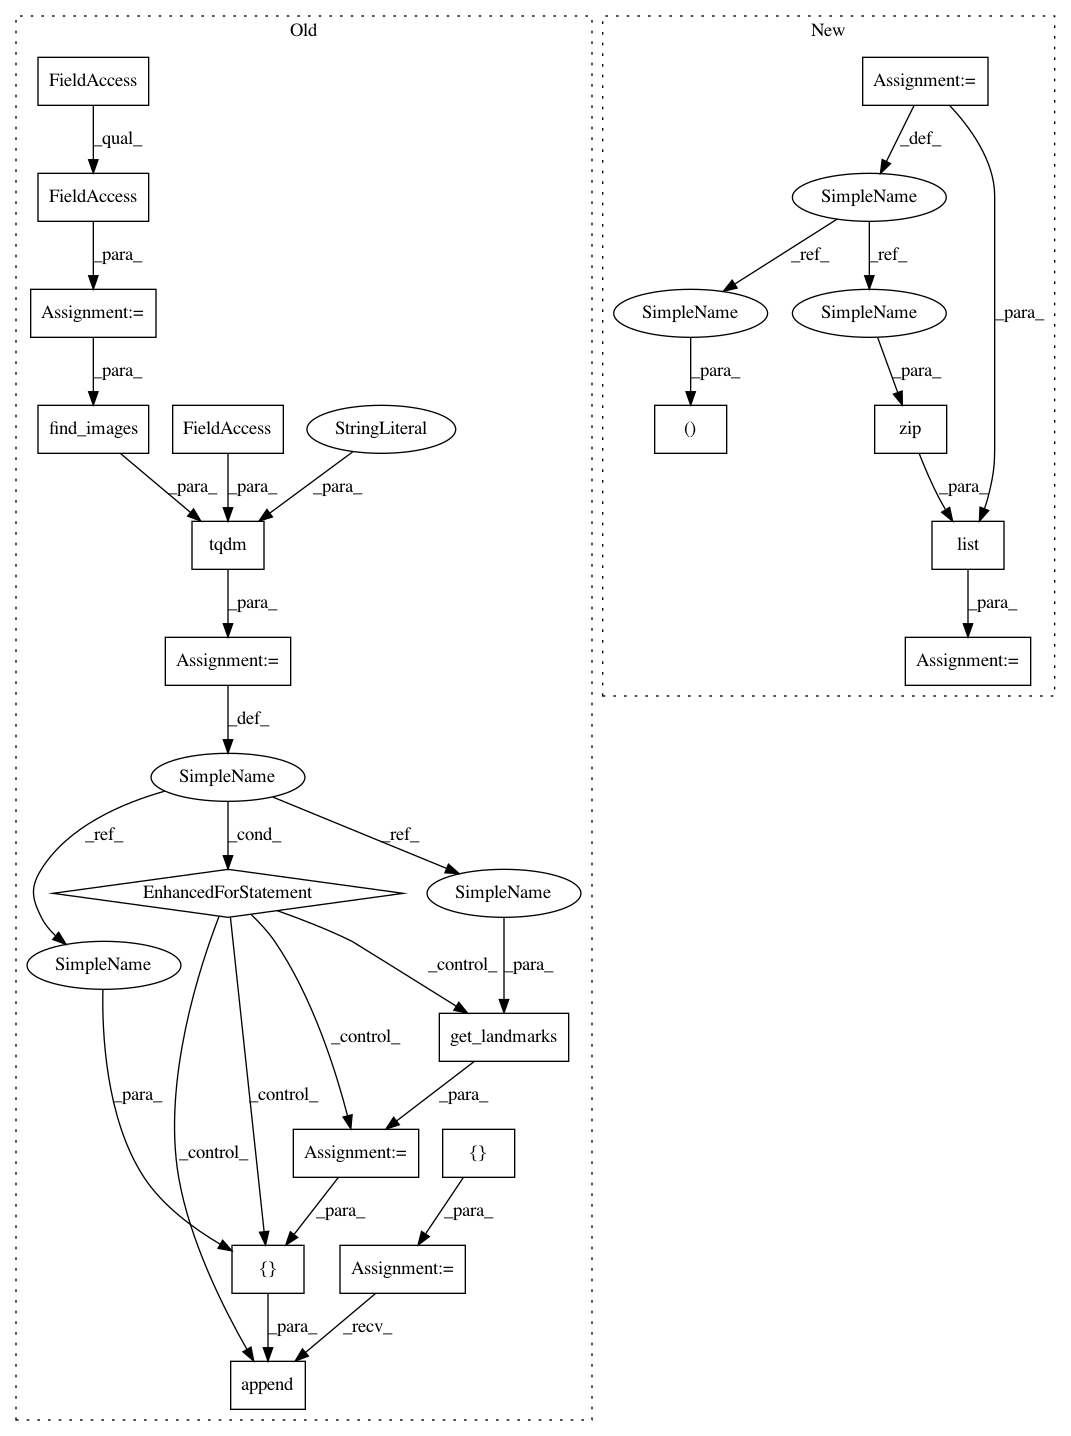 Old
New
FieldAccess
Assignment:=
_qual_
_def_
FieldAccess
SimpleName
_para_
_ref_
_ref_
Assignment:=
SimpleName
SimpleName
_para_
_para_
_para_
_para_
find_images
FieldAccess
StringLiteral
()
zip
_para_
_para_
_para_
_para_
tqdm
list
_para_
_para_
Assignment:=
Assignment:=
_def_
SimpleName
_ref_
_cond_
_ref_
EnhancedForStatement
SimpleName
SimpleName
_control_
_para_
get_landmarks
_control_
_para_
_control_
_para_
_control_
Assignment:=
{}
_para_
_para_
{}
Assignment:=
_para_
_recv_
append